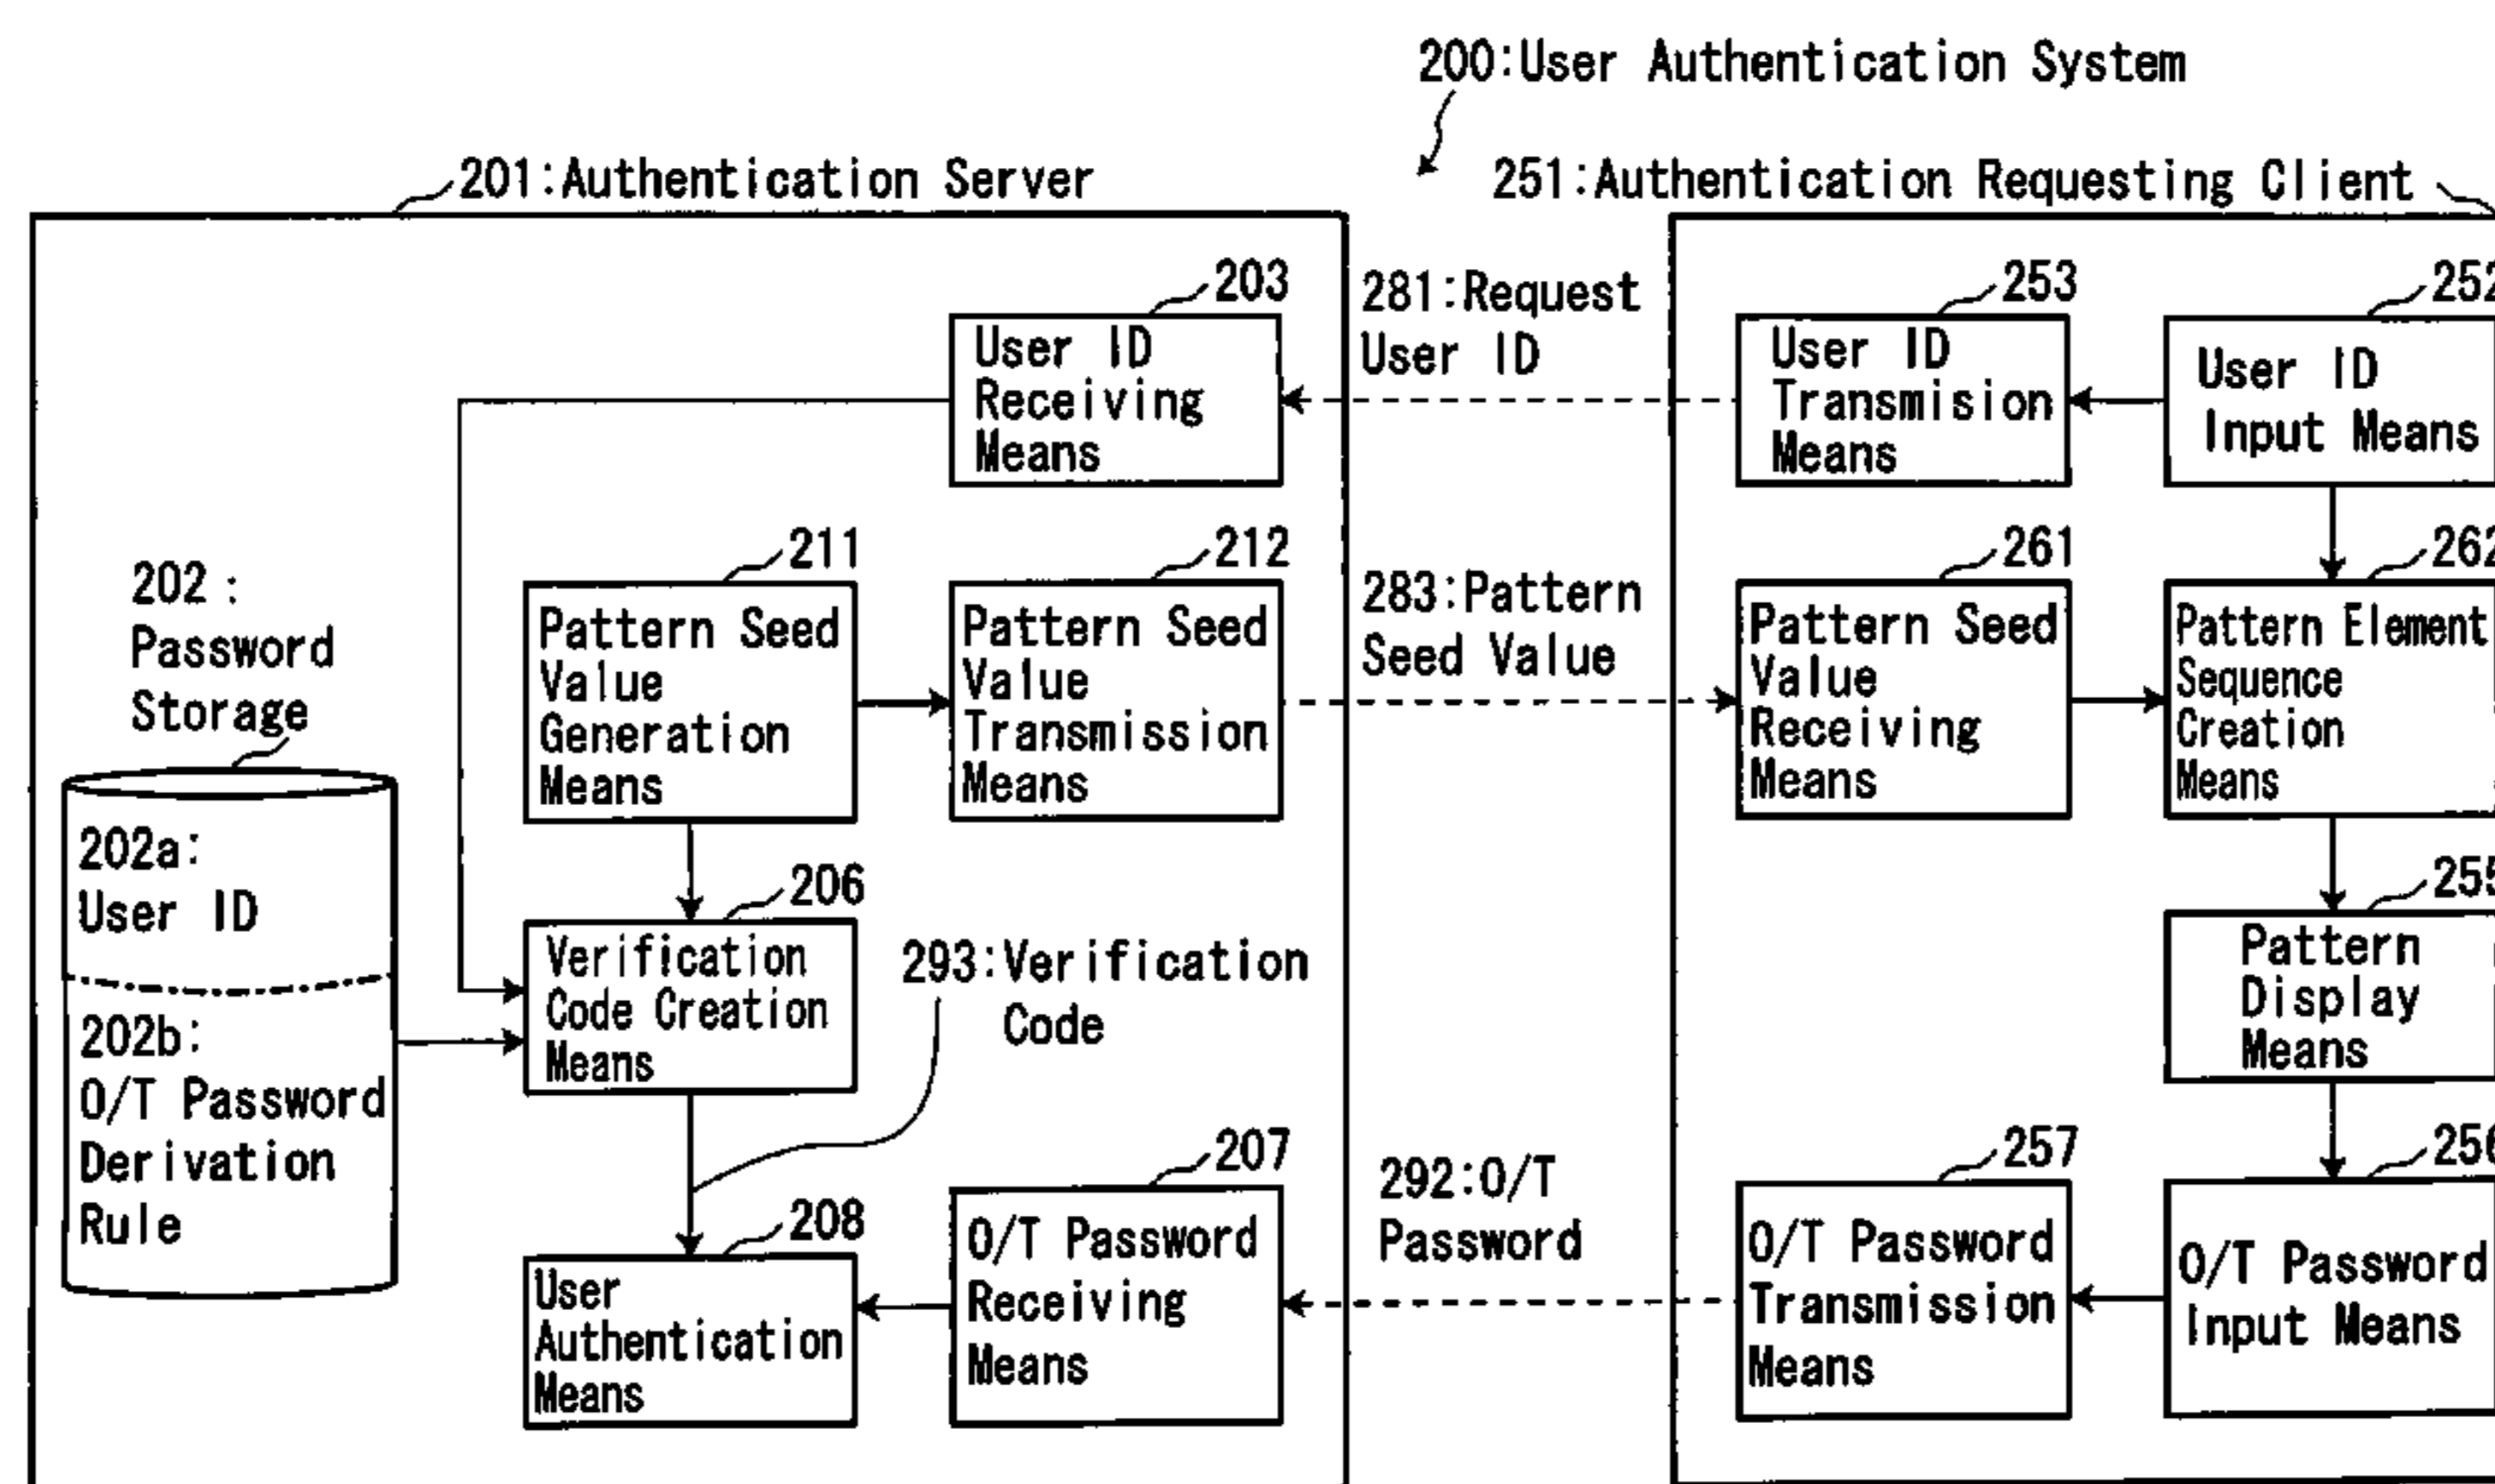 200:User Authentication System
201:Authentication Server
251:Authentication Requesting Client
203
User ID
Receiving
Means
281:Request
User ID
253
User ID
Transmision
Means
252
User ID
Input Means
202:
Password
Storage
202a:
User ID
202b:
O/T Password
Derivation
Rule
211
Pattern Seed
Value
Generation
Means
212
Pattern Seed
Value
Transmission
Means
283:Pattern
Seed Value
261
Pattern Seed
Value
Receiving
Means
262
Pattern Element
Sequence
Creation
Means
206
Verification
Code Creation
Means
293:Verification
Code
255
Pattern
Display
Means
208
User
Authentication
Means
207
O/T Password
Receiving
Means
292:O/T
Password
257
O/T Password
Transmission
Means
256
O/T Password
Input Means